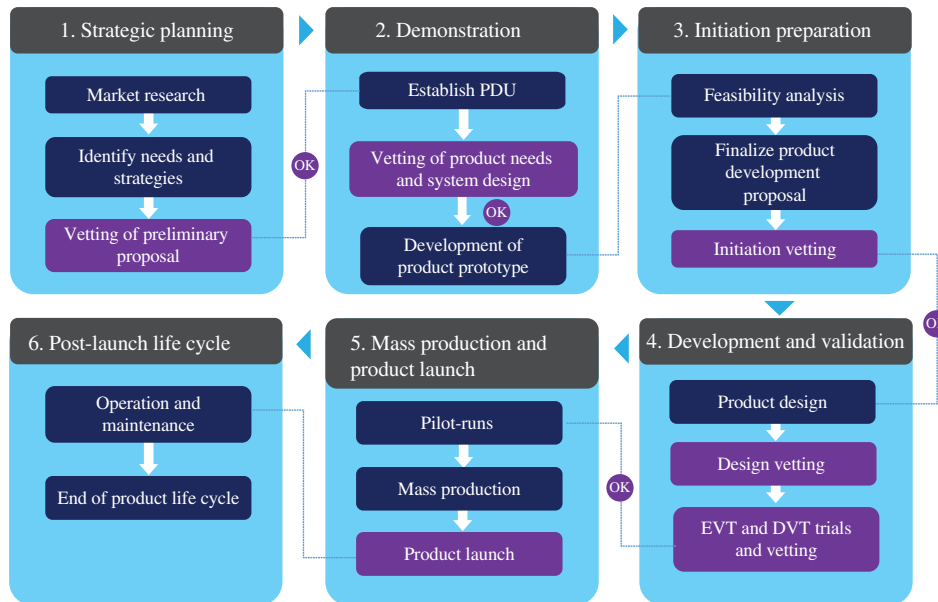 1. Strategic planning
Market research
Identify needs and
strategies
Vetting of preliminary
proposal
OK
2. Demonstration
Establish PDU
Vetting of product needs
and system design
OK
Development of
product prototype
3. Initiation preparation
Feasibility analysis
Finalize product
development
proposal
Initiation vetting
4. Development and validation
Product design
Design vetting
EVT and DVT trials
and vetting
OK
5. Mass production and
product launch
Pilot-runs
Mass production
Product launch
6. Post-launch life cycle
Operation and
maintenance
End of product life cycle